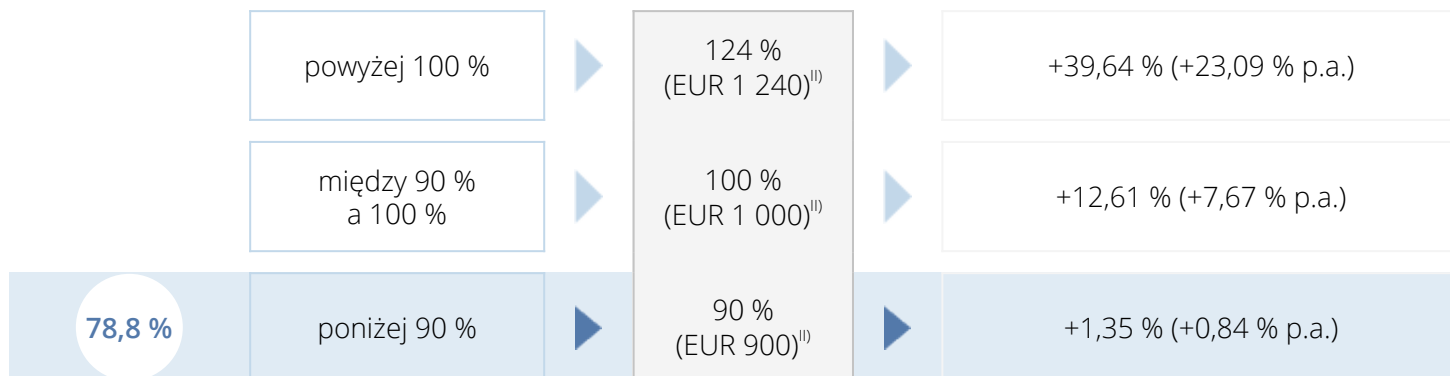 powyżej 100 %
124 %
(EUR 1 240)II)
+39,64 % (+23,09 % p.a.)
między 90 %
a 100 %
100 %
(EUR 1 000)II)
+12,61 % (+7,67 % p.a.)
78,8 %
poniżej 90 %
90 %
(EUR 900)II)
+1,35 % (+0,84 % p.a.)